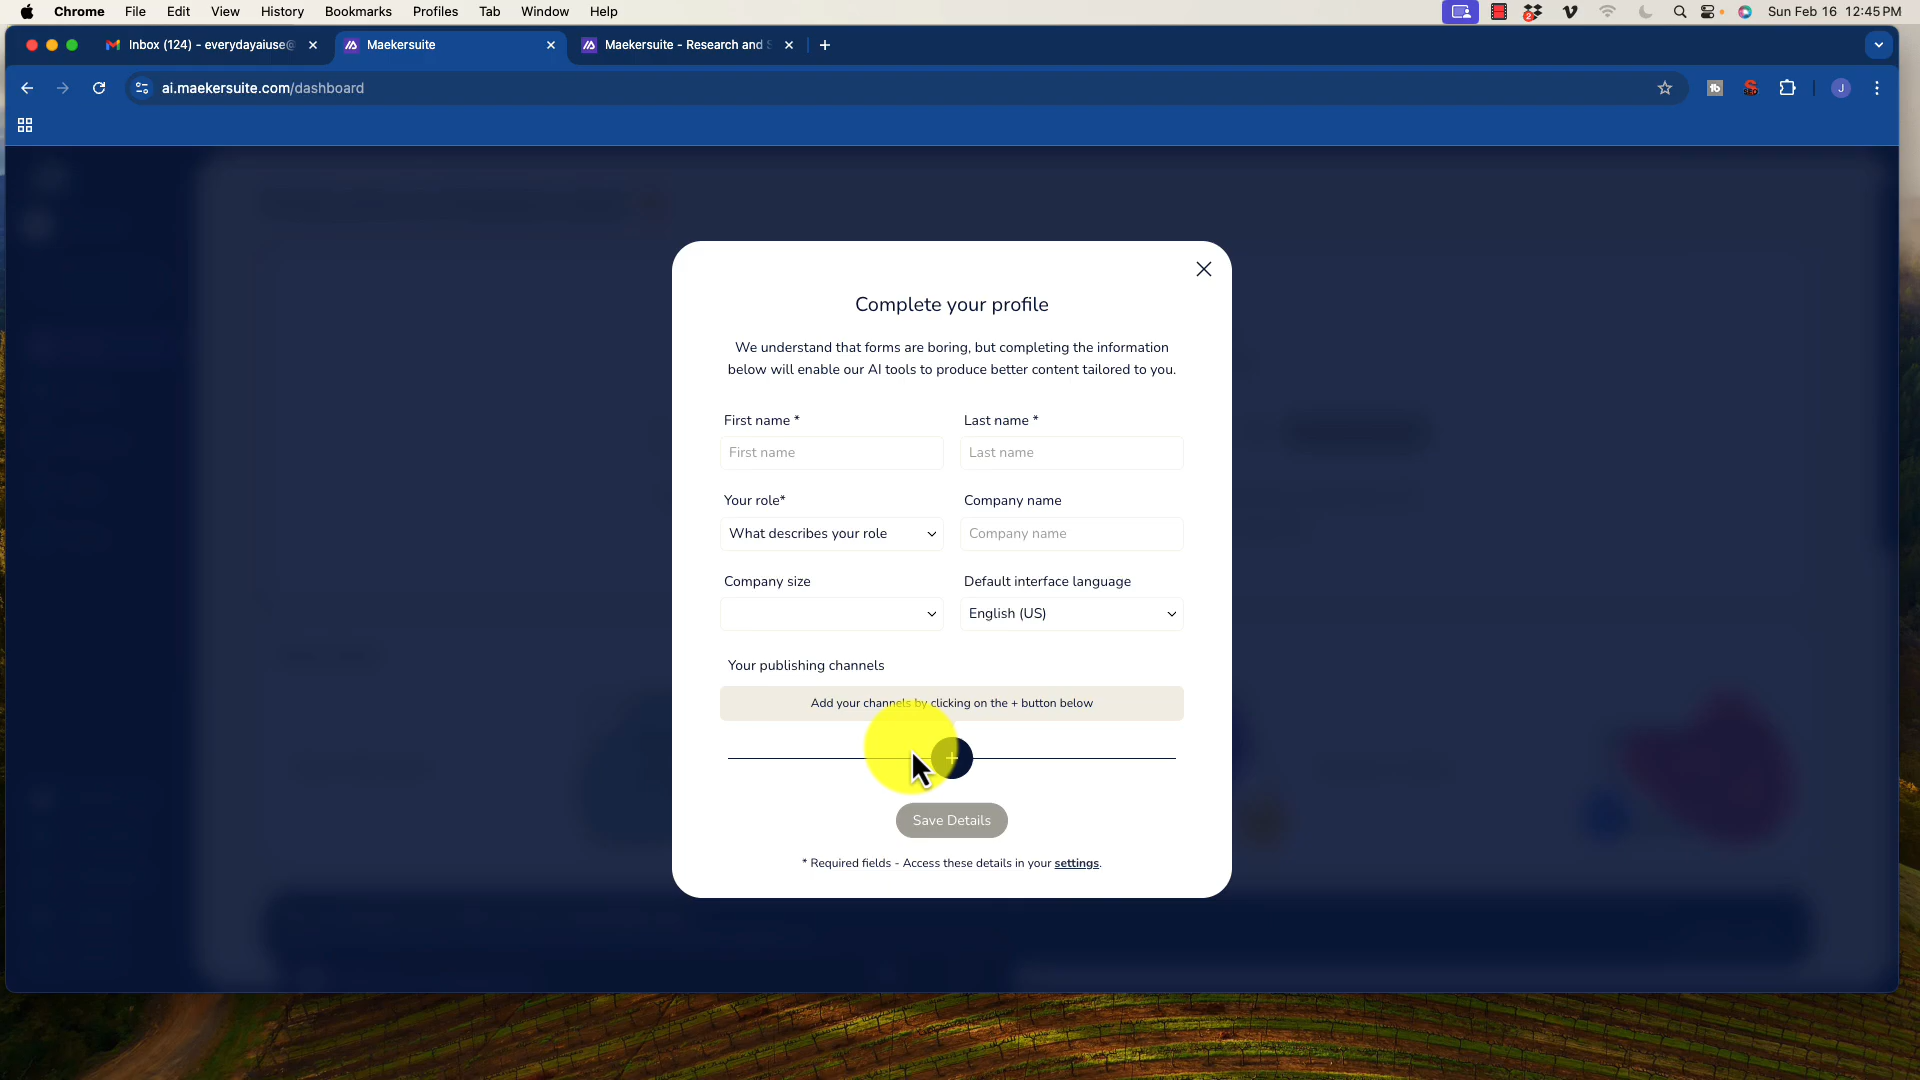 Chrome File Edit View History Bookmarks Profiles Tab Window Help
2
Sun Feb 16 12:45 PM
Inbox (124) - everydayaiuse@
Maekersuite
Maekersuite - Research and S
ai.maekersuite.com/dashboard
tb
SEO
J
Complete your profile
We understand that forms are boring, but completing the information
below will enable our AI tools to produce better content tailored to you.
First name *
Last name *
First name
Last name
Your role*
Company name
What describes your role
Company name
Company size
Default interface language
English (US)
Your publishing channels
Add your channels by clicking on the + button below
+
Save Details
* Required fields - Access these details in your settings.